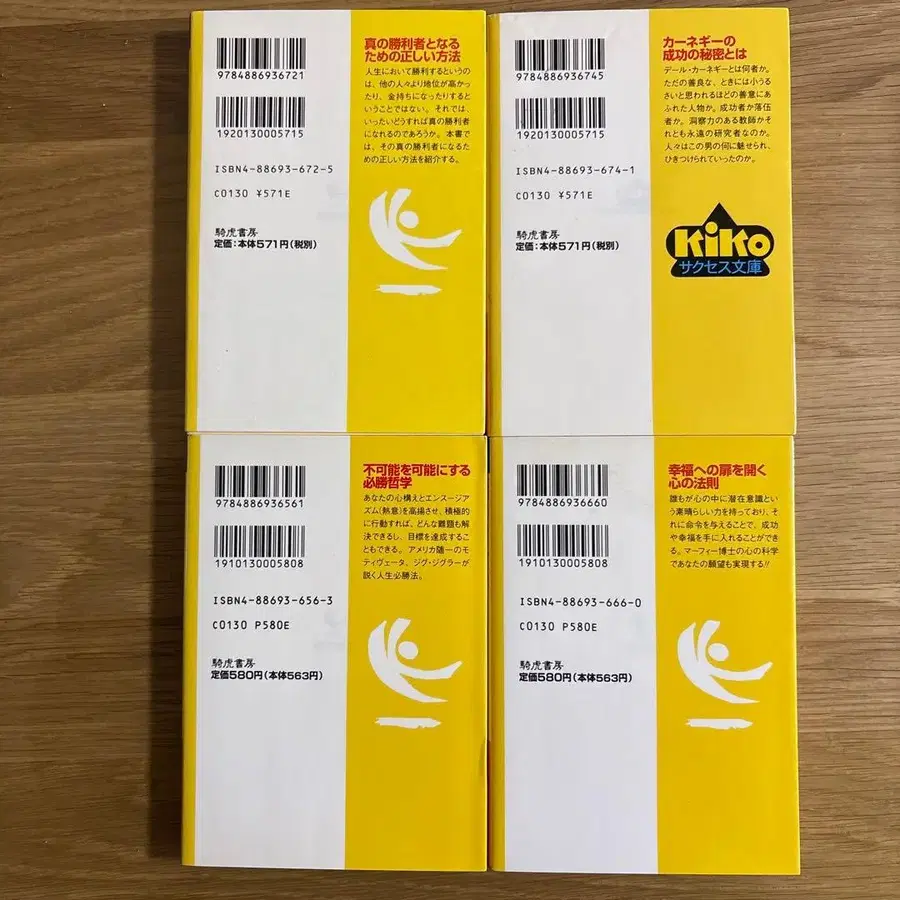 9784886936721
1920130005715
ISBN4-88693-672-5
C0130 ¥571E
騎虎書房
定価:本体571円(税別)
真の勝利者となる
ための正しい方法
人生において勝利するというの
は、他の人々より地位が高かっ
たり、金持ちになったりすると
いうことではない。それでは、
いったいどうすれば真の勝利者
になれるのであろうか。本書で
は、その真の勝利者になるた
めの正しい方法を紹介する。
9784886936745
1920130005715
ISBN4-88693-674-1
C0130 ¥571E
騎虎書房
定価:本体571円(税別)
カーネギーの
成功の秘密とは
デール・カーネギーとは何者か。
ただの善良な、ときには小うる
さいと思われるほどの善意にあ
ふれた人物か。成功者か落伍
者か。洞察力のある教師かそ
れとも永遠の研究者なのか。
人々はこの男の何に魅せられ、
ひきつけられていったのか。
KiKo
サクセス文庫
9784886936561
1910130005808
ISBN4-88693-656-3
C0130 P580E
騎虎書房
定価580円(本体563円)
不可能を可能にする
必勝哲学
あなたの心構えとエンスージア
ズム(熱意)を高揚させ、積極的
に行動すれば、どんな難題も解
決できるし、目標を達成するこ
ともできる。アメリカ随一のモ
ティヴェータ、ジグ・ジグラーが
説く人生必勝法。
9784886936660
1910130005808
ISBN4-88693-666-0
C0130 P580E
騎虎書房
定価580円(本体563円)
幸福への扉を開く
心の法則
誰もが心の中に潜在意識とい
う素晴らしい力を持っており、そ
れに命令を与えることで、成功
や幸福を手に入れることができ
る。マーフィー博士の心の科学
であなたの願望も実現する!!